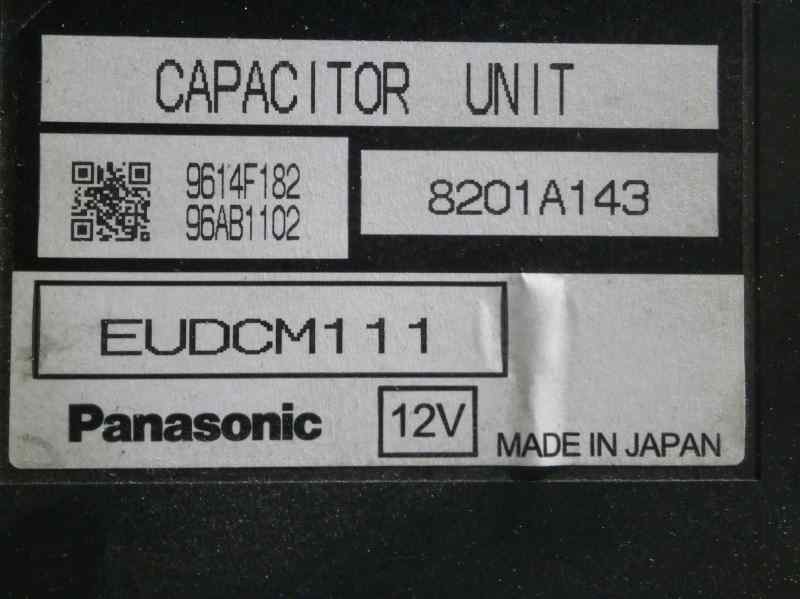 CAPACITOR UNIT
9614F182
96AB1102
8201A143
EUDCM111
Panasonic
12V
MADE IN JAPAN